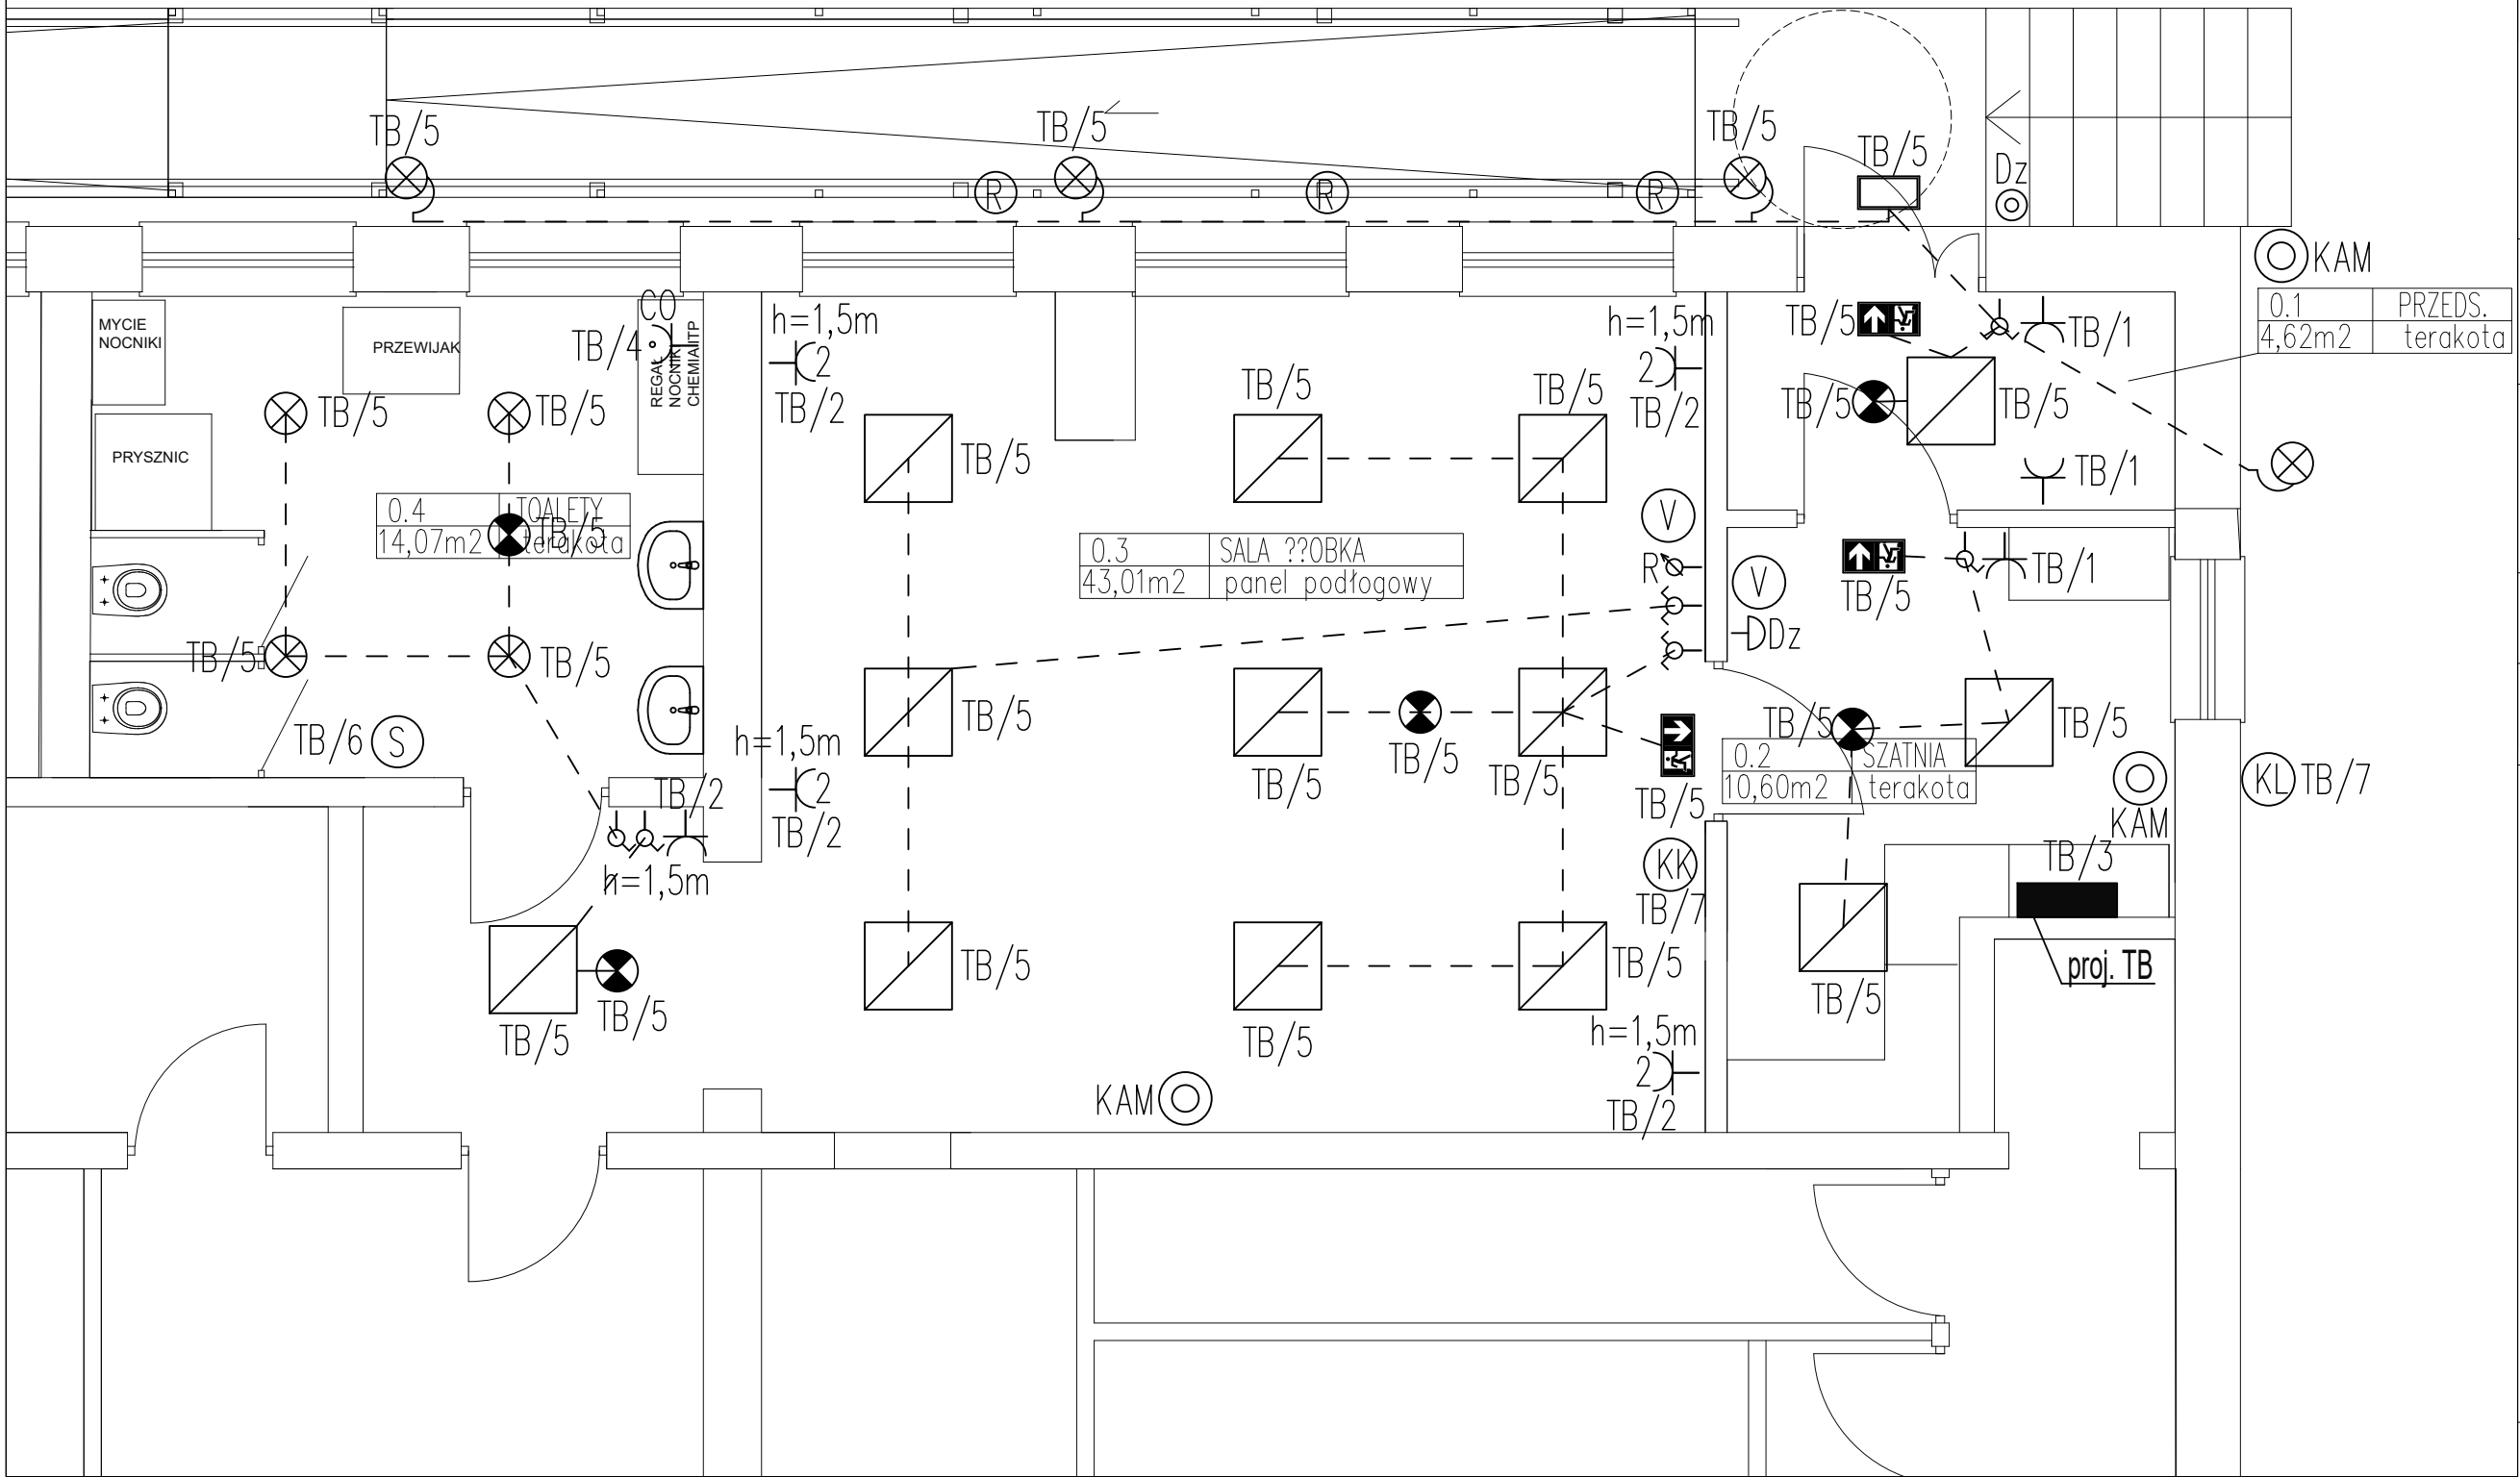 TB/5
TB/5
TB/5
TB/5
Dz
R
R
R
KAM
0.1 PRZEDS.
4,62m2 terakota
MYCIE
NOCNIKI
PRZEWIJAK
CO
TB/4
REGAŁ
NOCNIK
CHEMIA ITP
h=1,5m
2
TB/2
h=1,5m
2
TB/2
TB/5
TB/1
TB/5
TB/5
TB/5
TB/5
TB/5
TB/5
TB/5
TB/5
PRYSZNIC
TB/1
0.4 TOALETY
14,07m2 terakota
TB/5
V
0.3 SALA ??OBKA
43,01m2 panel podłogowy
R
V
TB/1
TB/5
DDz
TB/5
TB/5
TB/6 S
TB/5
TB/5
TB/5
TB/5
TB/5
TB/5
0.2 SZATNIA
10,60m2 terakota
TB/5
KL TB/7
KAM
h=1,5m
2
TB/2
TB/2
h=1,5m
KK
TB/7
TB/3
proj. TB
TB/5
TB/5
TB/5
TB/5
TB/5
TB/5
TB/5
h=1,5m
2
TB/2
KAM